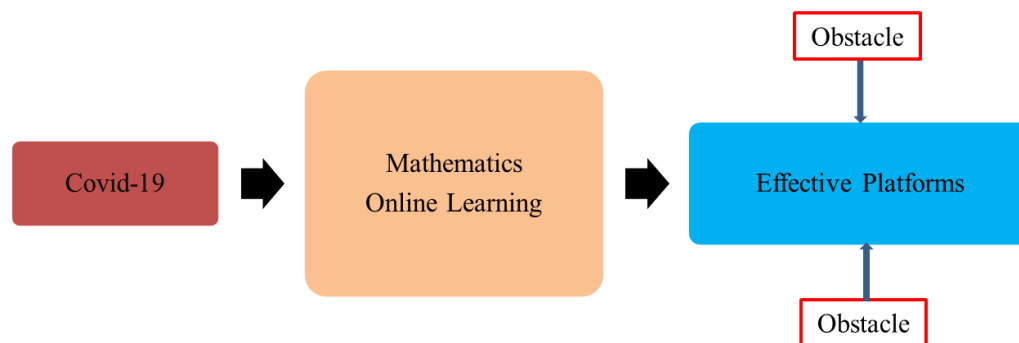 Obstacle
Covid-19
Mathematics
Online Learning
Effective Platforms
Obstacle